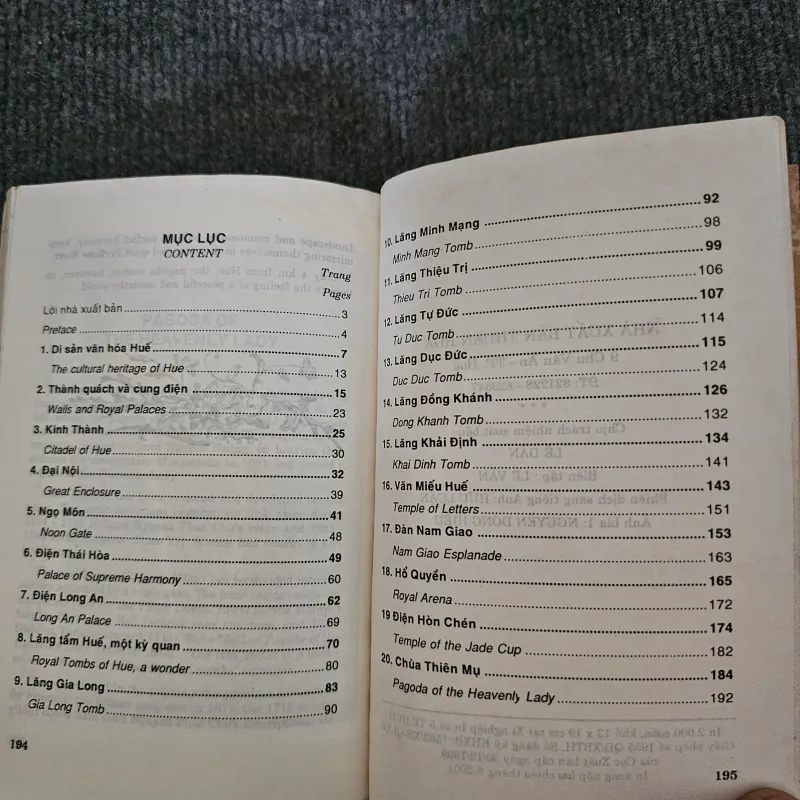 MỤC LỤC
CONTENT
Trang
Pages
Lời nhà xuất bản 3
Preface 4
1. Di sản văn hóa Huế 7
The cultural heritage of Hue 13
2. Thành quách và cung điện 15
Walls and Royal Palaces 23
3. Kinh Thành 25
Citadel of Hue 30
4. Đại Nội 32
Great Enclosure 39
5. Ngọ Môn 41
Noon Gate 48
6. Điện Thái Hòa 49
Palace of Supreme Harmony 60
7. Điện Long An 62
Long An Palace 69
8. Lăng tẩm Huế, một kỳ quan 70
Royal Tombs of Hue, a wonder 80
9. Lăng Gia Long 83
Gia Long Tomb 90
194
10. Lăng Minh Mạng 92
Minh Mang Tomb 98
11. Lăng Thiệu Trị 99
Thieu Tri Tomb 106
12. Lăng Tự Đức 107
Tu Duc Tomb 114
13. Lăng Dục Đức 115
Duc Duc Tomb 124
14. Lăng Đồng Khánh 126
Dong Khanh Tomb 132
15. Lăng Khải Định 134
Khai Dinh Tomb 141
16. Văn Miếu Huế 143
Temple of Letters 151
17. Đàn Nam Giao 153
Nam Giao Esplanade 163
18. Hổ Quyền 165
Royal Arena 172
19 Điện Hòn Chén 174
Temple of the Jade Cup 182
20. Chùa Thiên Mụ 184
Pagoda of the Heavenly Lady 192
195